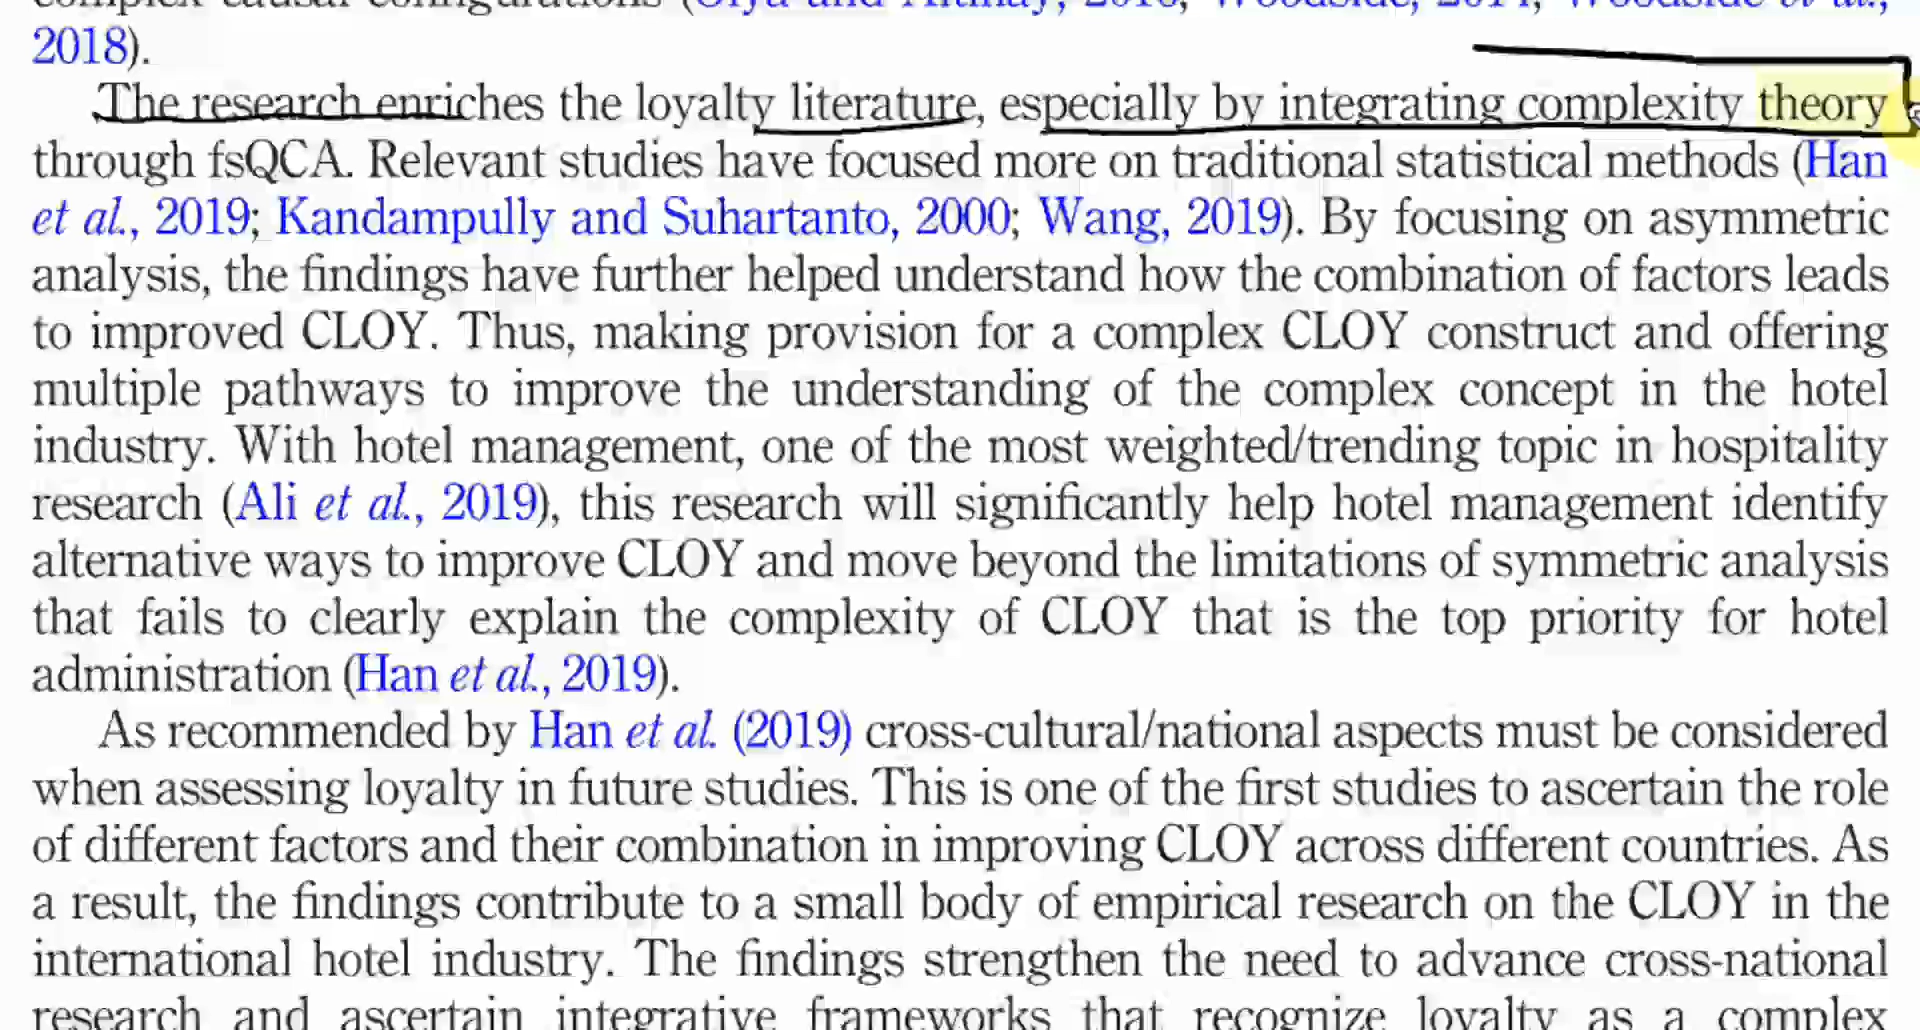 2018).
The research enriches the loyalty literature, especially by integrating complexity theory
through fsQCA. Relevant studies have focused more on traditional statistical methods (Han
et al., 2019; Kandampully and Suhartanto, 2000; Wang, 2019). By focusing on asymmetric
analysis, the findings have further helped understand how the combination of factors leads
to improved CLOY. Thus, making provision for a complex CLOY construct and offering
multiple pathways to improve the understanding of the complex concept in the hotel
industry. With hotel management, one of the most weighted/trending topic in hospitality
research (Ali et al., 2019), this research will significantly help hotel management identify
alternative ways to improve CLOY and move beyond the limitations of symmetric analysis
that fails to clearly explain the complexity of CLOY that is the top priority for hotel
administration (Han et al., 2019).
As recommended by Han et al. (2019) cross-cultural/national aspects must be considered
when assessing loyalty in future studies. This is one of the first studies to ascertain the role
of different factors and their combination in improving CLOY across different countries. As
a result, the findings contribute to a small body of empirical research on the CLOY in the
international hotel industry. The findings strengthen the need to advance cross-national
research and ascertain integrative frameworks that recognize loyalty as a complex